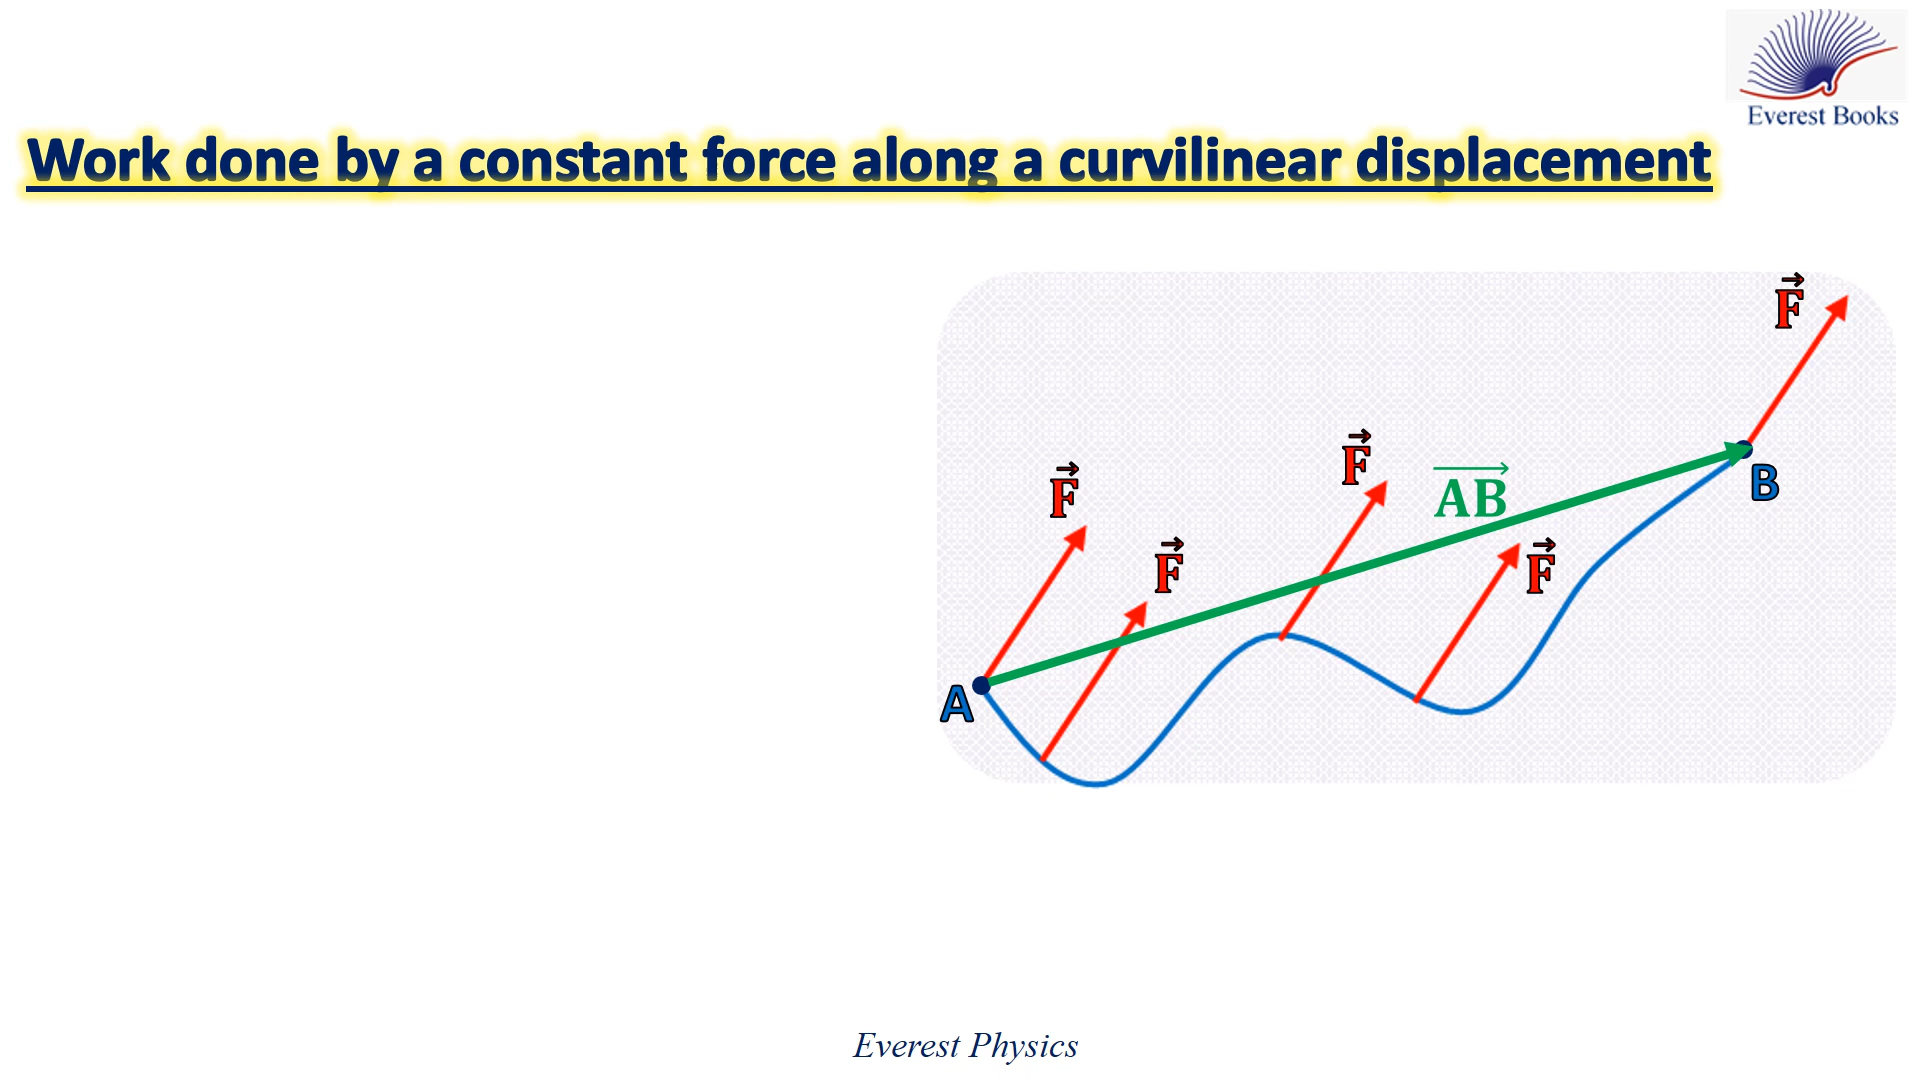 Everest Books
Work done by a constant force along a curvilinear displacement
F⃗
F⃗
F⃗
AB⃗
B
F⃗
F⃗
A
Everest Physics